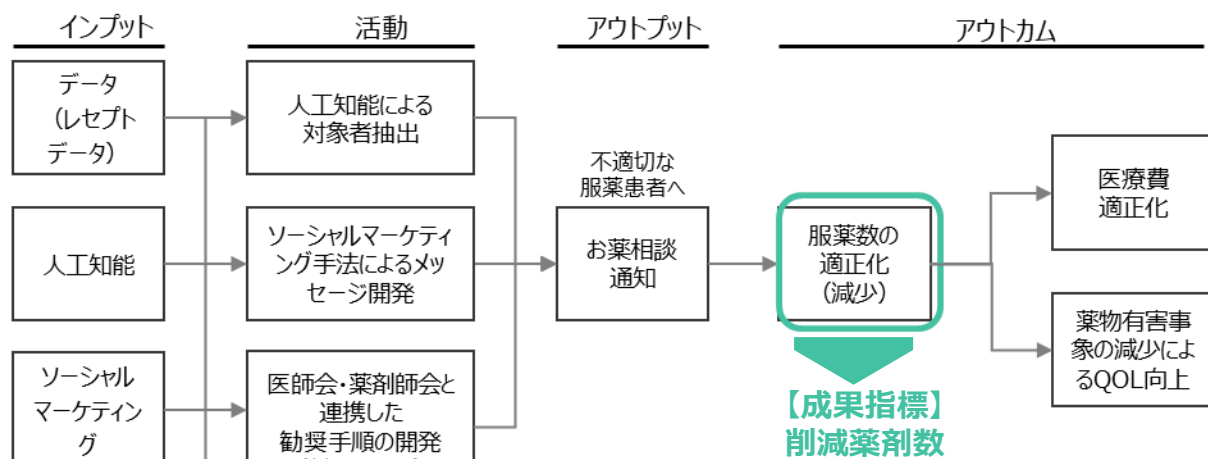 インプット
活動
アウトプット
アウトカム
データ
（レセプト
データ）
人工知能
ソーシャル
マーケティン
グ
人工知能による
対象者抽出
ソーシャルマーケティ
ング手法によるメッ
セージ開発
医師会・薬剤師会と
連携した
勧奨手順の開発
不適切な
服薬患者へ
お薬相談
通知
服薬数の
適正化
（減少）
【成果指標】
削減薬剤数
医療費
適正化
薬物有害事
象の減少によ
るQOL向上